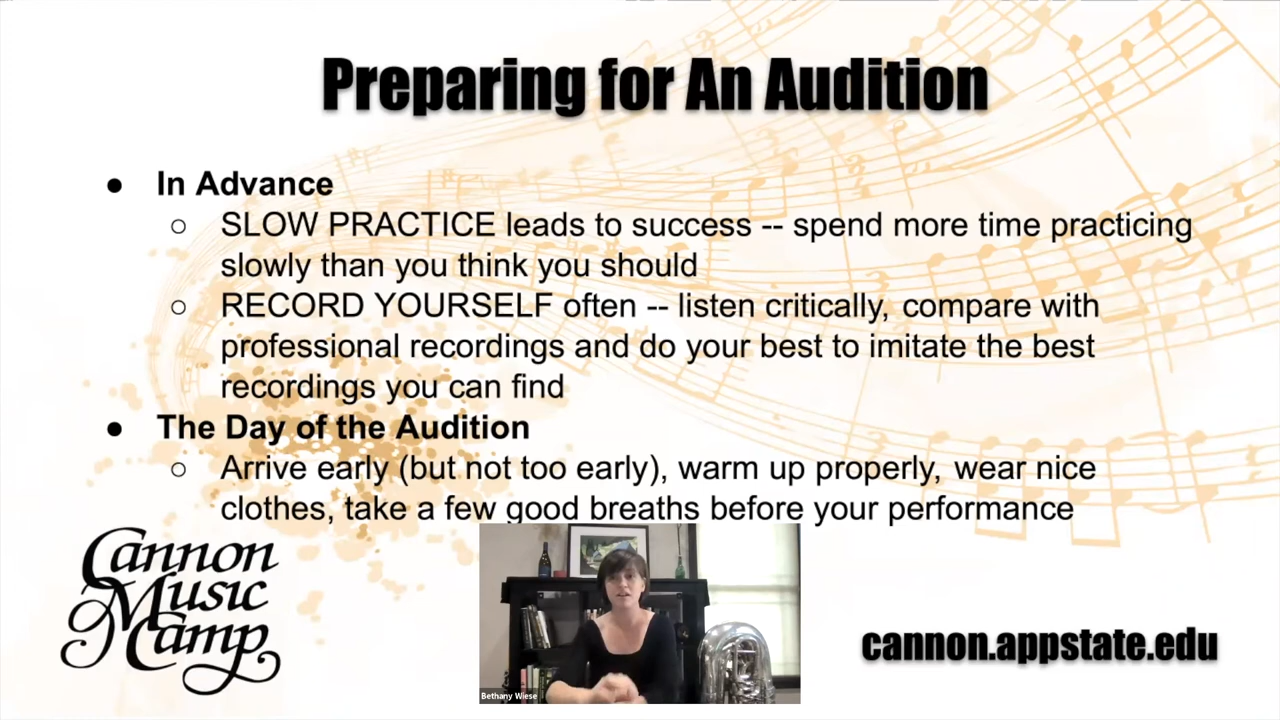 Preparing for An Audition
● In Advance
○ SLOW PRACTICE leads to success -- spend more time practicing
slowly than you think you should
○ RECORD YOURSELF often -- listen critically, compare with
professional recordings and do your best to imitate the best
recordings you can find
● The Day of the Audition
○ Arrive early (but not too early), warm up properly, wear nice
clothes, take a few good breaths before your performance
Cannon
Music
Camp
Bethany Wiese
cannon.appstate.edu